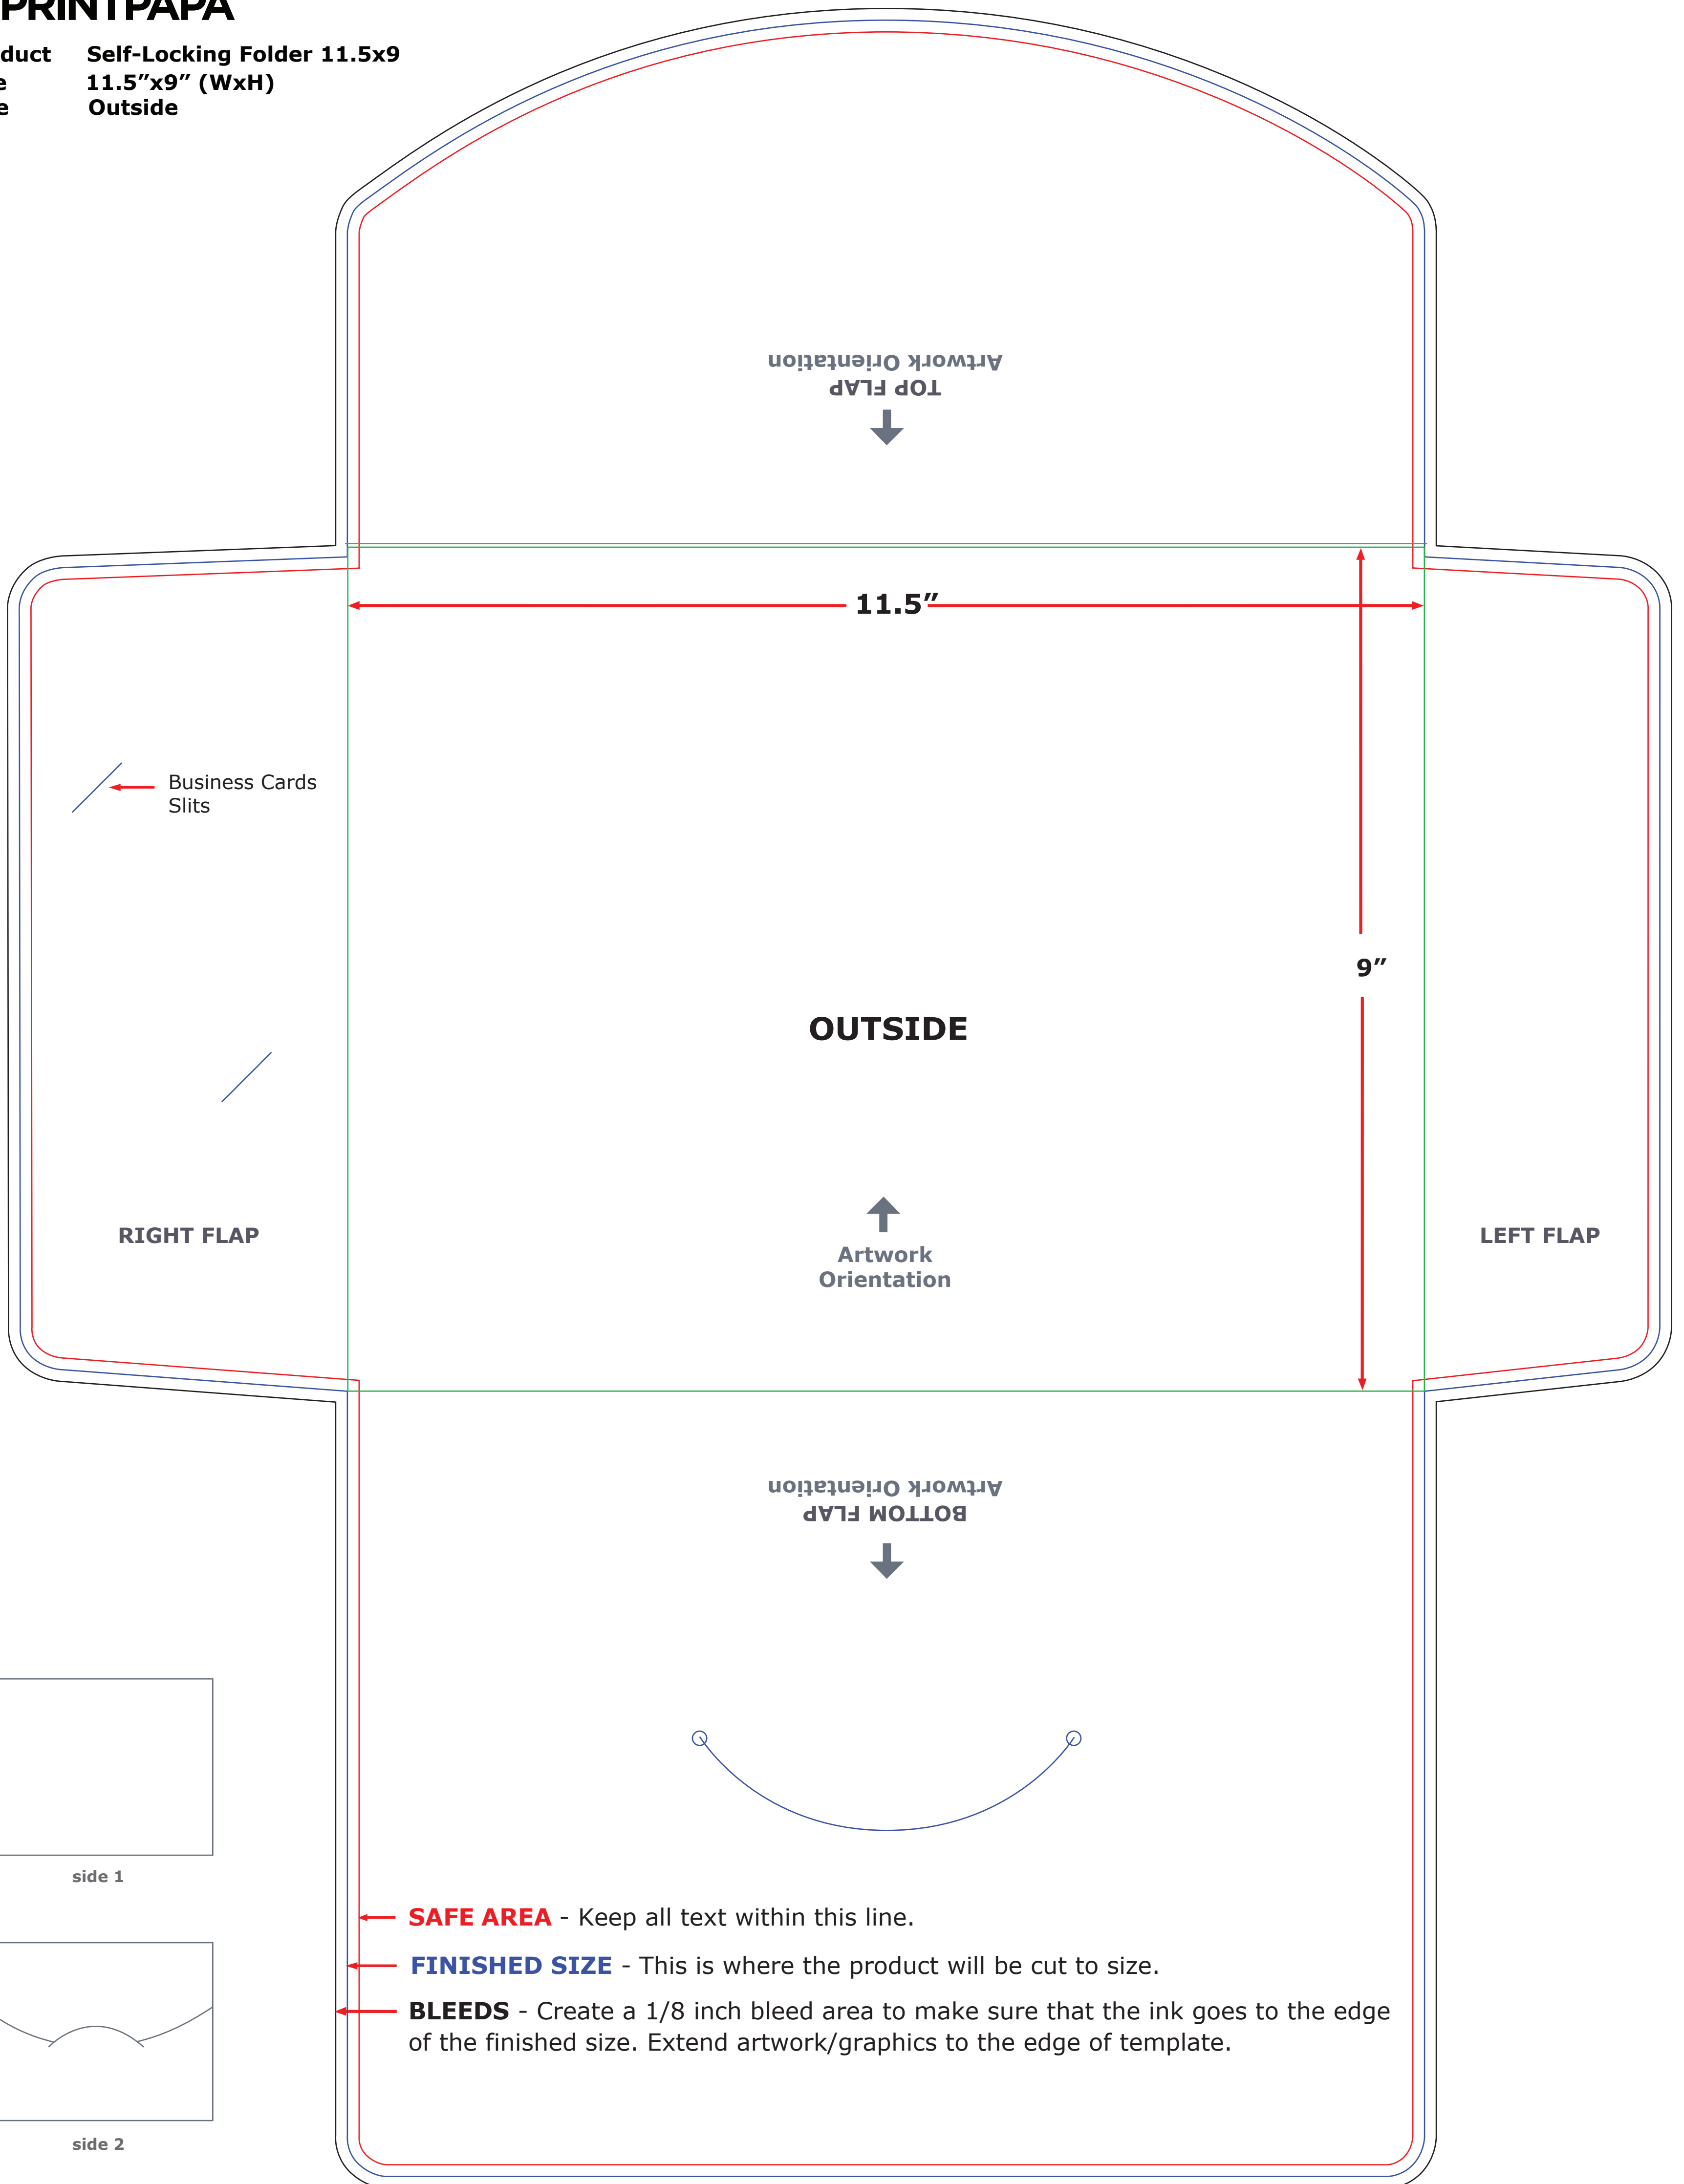 PRINTPAPA
duct Self-Locking Folder 11.5x9
e 11.5″x9″ (WxH)
e Outside
Artwork Orientation
TOP FLAP
11.5″
Business Cards
Slits
9″
OUTSIDE
RIGHT FLAP
LEFT FLAP
Artwork
Orientation
Artwork Orientation
BOTTOM FLAP
side 1
SAFE AREA - Keep all text within this line.
FINISHED SIZE - This is where the product will be cut to size.
BLEEDS - Create a 1/8 inch bleed area to make sure that the ink goes to the edge
of the finished size. Extend artwork/graphics to the edge of template.
side 2